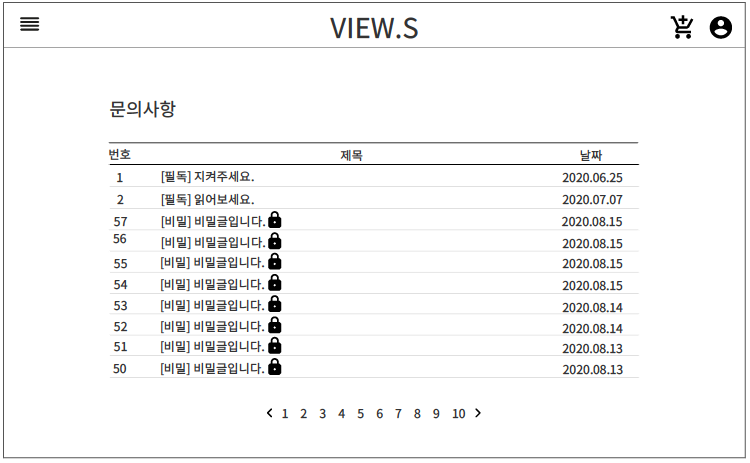 VIEW.S
문의사항
번호 제목 날짜
1 [필독] 지켜주세요. 2020.06.25
2 [필독] 읽어보세요. 2020.07.07
57 [비밀] 비밀글입니다. 2020.08.15
56 [비밀] 비밀글입니다. 2020.08.15
55 [비밀] 비밀글입니다. 2020.08.15
54 [비밀] 비밀글입니다. 2020.08.15
53 [비밀] 비밀글입니다. 2020.08.14
52 [비밀] 비밀글입니다. 2020.08.14
51 [비밀] 비밀글입니다. 2020.08.13
50 [비밀] 비밀글입니다. 2020.08.13
< 1 2 3 4 5 6 7 8 9 10 >